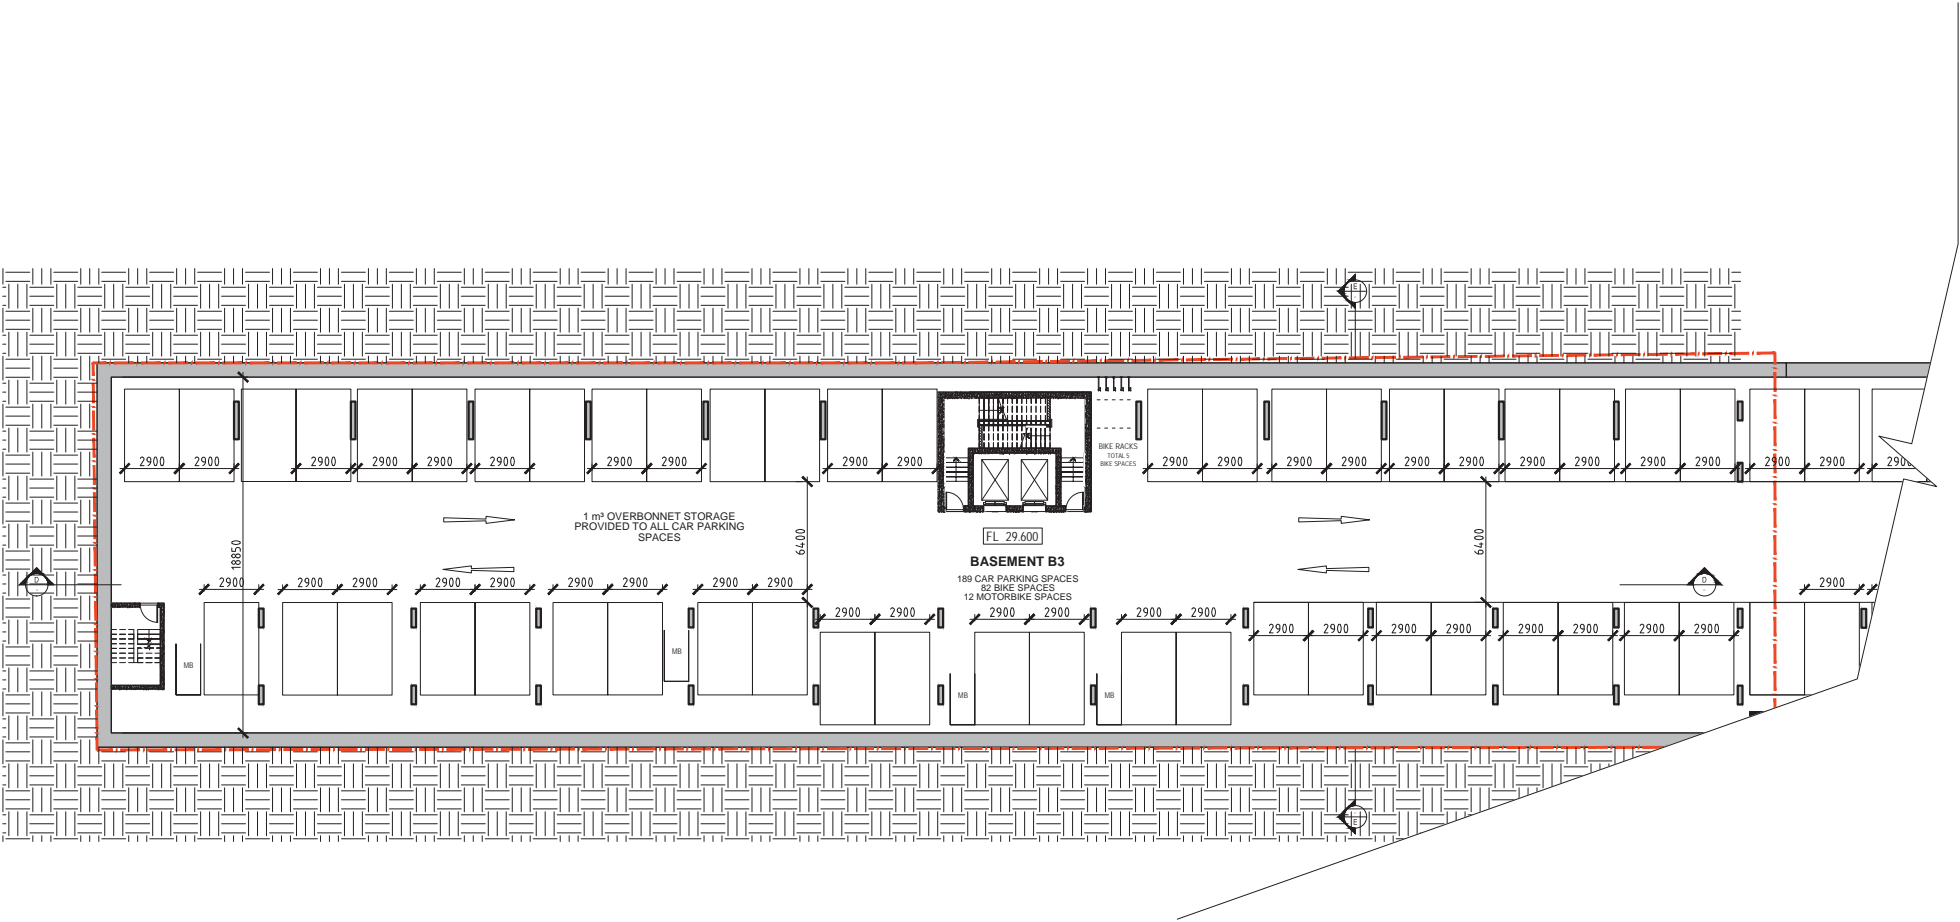 E
2900 2900 2900 2900 2900 2900 2900 2900 2900 2900 2900 2900 2900 2900 2900 2900 2900 2900 2900 2900 2900 2900 2900
BIKE RACKS
TOTAL 5
BIKE SPACES
1 m³ OVERBONNET STORAGE
PROVIDED TO ALL CAR PARKING
SPACES
18850
6400
6400
FL 29.600
BASEMENT B3
189 CAR PARKING SPACES
82 BIKE SPACES
12 MOTORBIKE SPACES
D
D
2900 2900 2900 2900 2900 2900 2900 2900 2900 2900
2900 2900 2900 2900 2900 2900
2900 2900 2900 2900 2900 2900 2900 2900
MB
MB
MB
MB
E